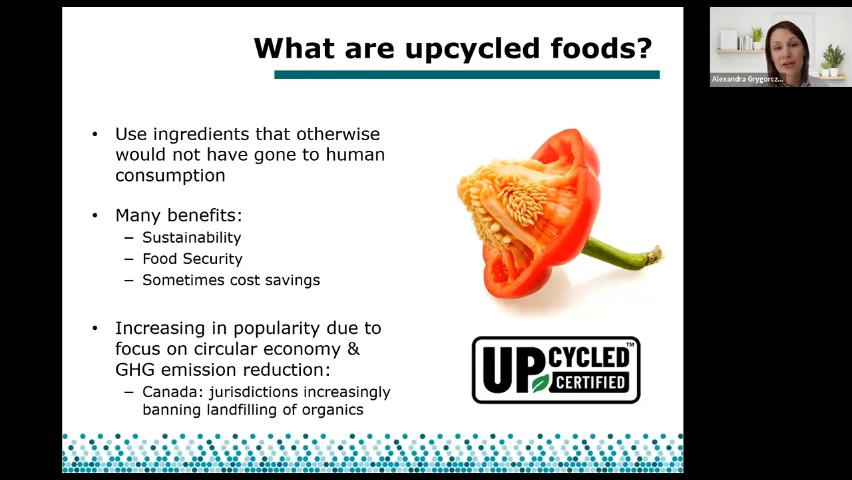 What are upcycled foods?
Alexandra Grygorcz...
• Use ingredients that otherwise
would not have gone to human
consumption
• Many benefits:
– Sustainability
– Food Security
– Sometimes cost savings
• Increasing in popularity due to
focus on circular economy &
GHG emission reduction:
– Canada: jurisdictions increasingly
banning landfilling of organics
UPCYCLED™
CERTIFIED